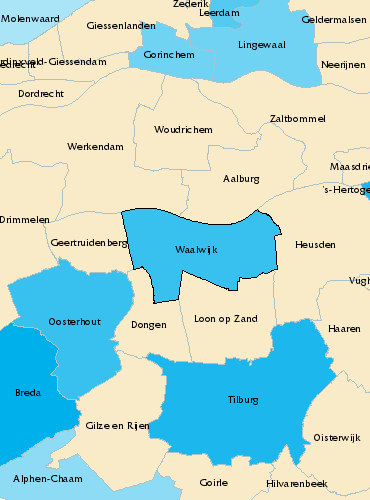 Zederik
Leerdam
Molenwaard
Giessenlanden
Geldermalsen
Lingewaal
Gorinchem
Neerijnen
rdinxveld-Giessendam
Dordrecht
Zaltbommel
Woudrichem
Werkendam
Maasdrie
Aalburg
's-Hertoge
Drimmelen
Geertruidenberg
Waalwijk
Heusden
Vugh
Oosterhout
Dongen
Loon op Zand
Haaren
Breda
Tilburg
Gilze en Rijen
Oisterwijk
Alphen-Chaam
Goirle
Hilvarenbeek